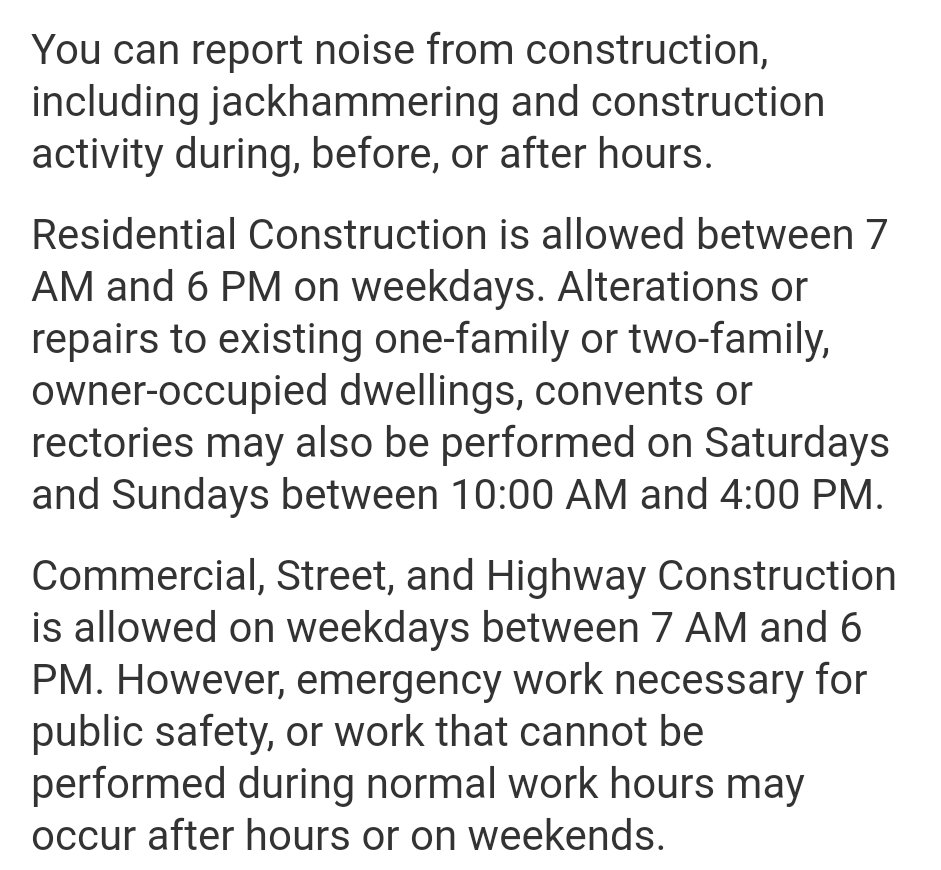 You can report noise from construction,
including jackhammering and construction
activity during, before, or after hours.
Residential Construction is allowed between 7
AM and 6 PM on weekdays. Alterations or
repairs to existing one-family or two-family,
owner-occupied dwellings, convents or
rectories may also be performed on Saturdays
and Sundays between 10:00 AM and 4:00 PM.
Commercial, Street, and Highway Construction
is allowed on weekdays between 7 AM and 6
PM. However, emergency work necessary for
public safety, or work that cannot be
performed during normal work hours may
occur after hours or on weekends.